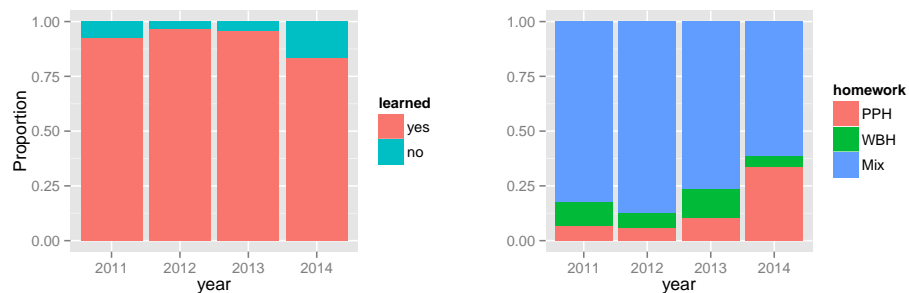 Proportion
1.00
0.75
0.50
0.25
0.00
2011 2012 2013 2014
year
learned
yes
no
1.00
0.75
0.50
0.25
0.00
2011 2012 2013 2014
year
homework
PPH
WBH
Mix